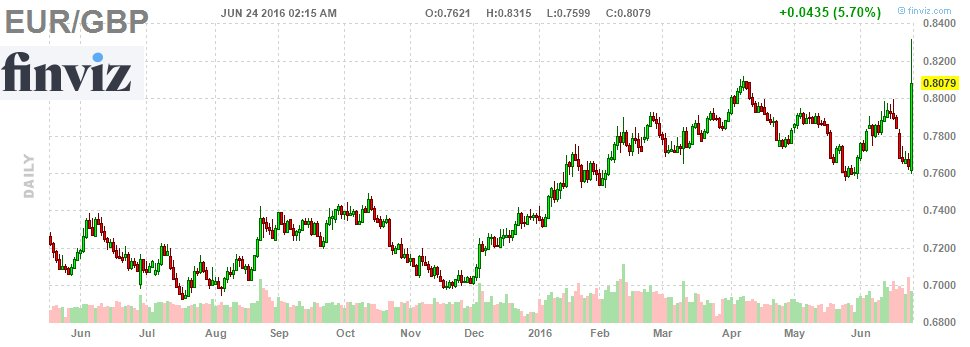 EUR/GBP
JUN 24 2016 02:15 AM O:0.7621 H:0.8315 L:0.7599 C:0.8079 +0.0435 (5.70%) © finviz.com
finviz
DAILY
0.8400
0.8200
0.8079
0.8000
0.7800
0.7600
0.7400
0.7200
0.7000
0.6800
Jun Jul Aug Sep Oct Nov Dec 2016 Feb Mar Apr May Jun